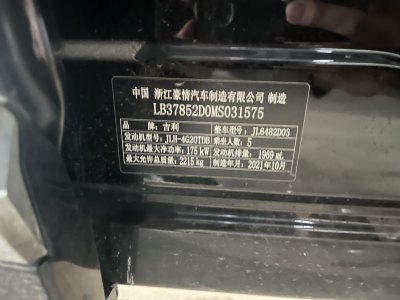 中国 浙江豪情汽车制造有限公司 制造
LB37852D0MS031575
品牌：吉利 整车型号：JL6482D03
发动机型号：JLH-4G20TDB 乘坐人数：5
发动机最大净功率：175 kW 发动机排量：1969 mL
最大允许总质量：2215 kg 制造年月：2021年10月